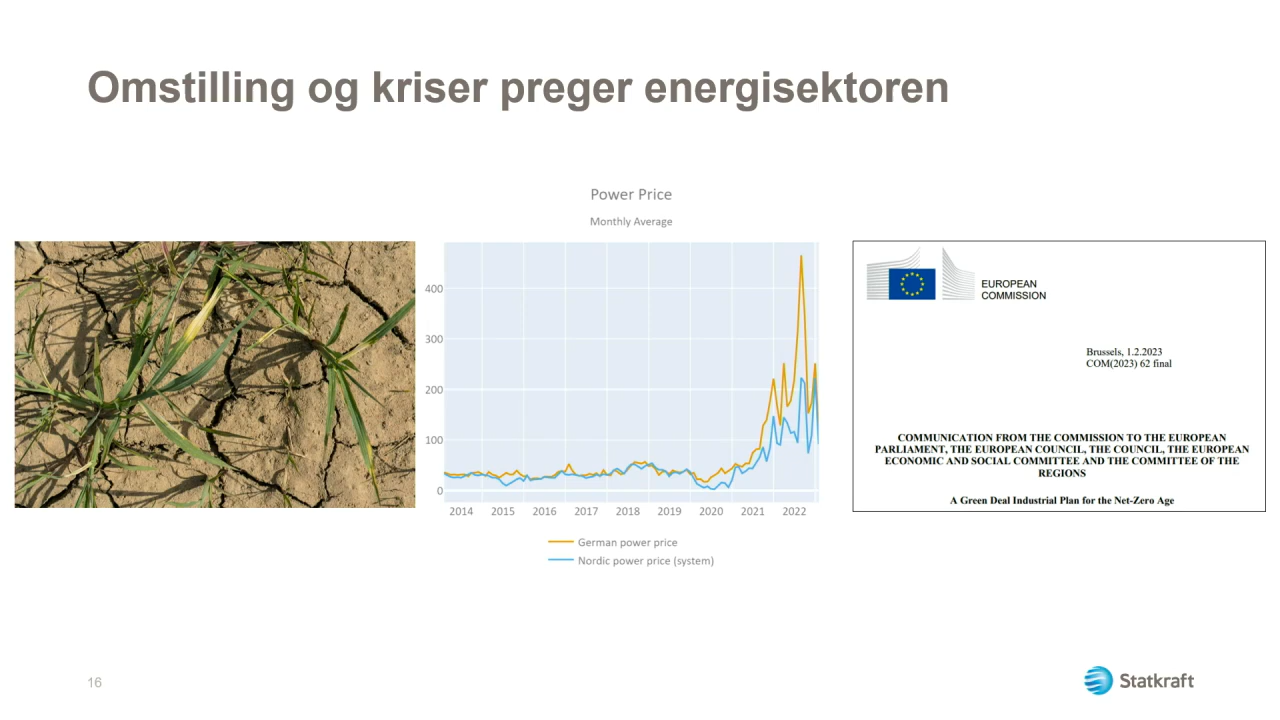 Omstilling og kriser preger energisektoren
Power Price
Monthly Average
400
300
200
100
0
2014 2015 2016 2017 2018 2019 2020 2021 2022
German power price
Nordic power price (system)
EUROPEAN
COMMISSION
Brussels, 1.2.2023
COM(2023) 62 final
COMMUNICATION FROM THE COMMISSION TO THE EUROPEAN
PARLIAMENT, THE EUROPEAN COUNCIL, THE COUNCIL, THE EUROPEAN
ECONOMIC AND SOCIAL COMMITTEE AND THE COMMITTEE OF THE
REGIONS
A Green Deal Industrial Plan for the Net-Zero Age
16
Statkraft